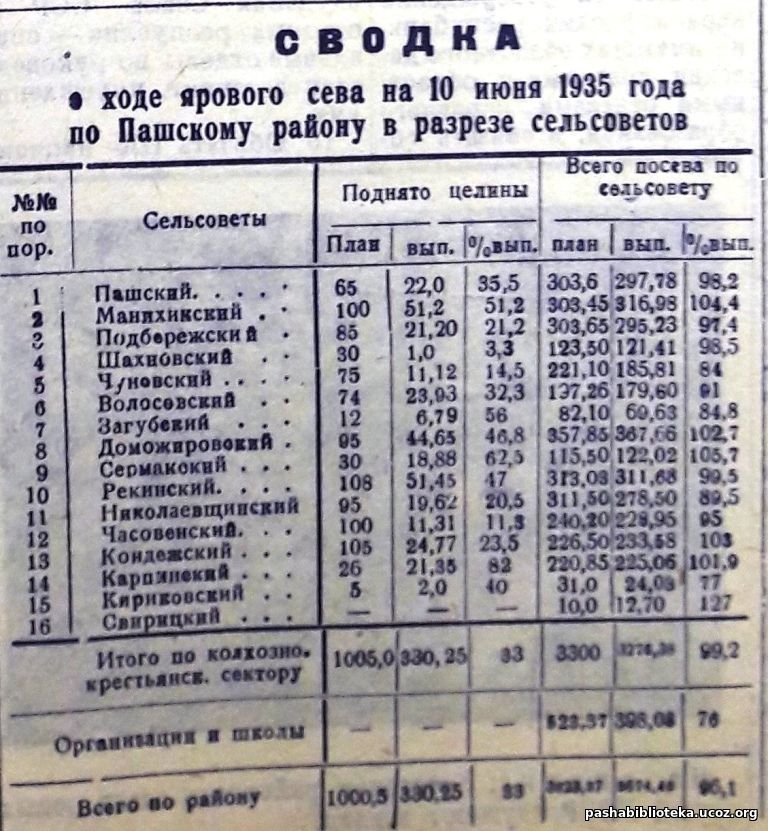 СВОДКА
о ходе ярового сева на 10 июня 1935 года
по Пашскому району в разрезе сельсоветов
№№ по пор. Сельсоветы Поднято целины Всего посева по сельсовету
План вып. %вып. план вып. %вып.
1 Пашский. . . . . 65 22,0 35,5 303,6 297,78 98,2
2 Манихинский . . 100 51,2 51,2 303,45 316,98 104,4
3 Подбережский . 85 21,20 21,2 303,65 295,23 97,4
4 Шахновский . . 30 1,0 3,3 123,50 121,41 98,5
5 Чуновский . . . . 75 11,12 14,5 221,10 185,81 84
6 Волосовский . . 74 23,93 32,3 197,26 179,60 91
7 Загубский . . . 12 6,79 56 82,10 69,63 84,8
8 Доможировский . 95 44,65 46,8 357,85 367,66 102,7
9 Сермакский . . . 30 18,88 62,5 115,50 122,02 105,7
10 Рекинский. . . . 108 51,45 47 313,03 311,68 99,5
11 Николаевщинский 95 19,62 20,5 311,50 278,50 89,5
12 Часовенский. . . 100 11,31 11,3 240,20 228,95 95
13 Кондежский . . . 105 24,77 23,5 226,50 233,58 103
14 Карпинский . . . 26 21,35 82 220,85 225,06 101,9
15 Кириковский . . . 5 2,0 40 31,0 24,03 77
16 Свирицкий . . . — — — 10,0 12,70 127
Итого по колхозно-
крестьянск. сектору 1005,0 330,25 33 3300 99,2
Организации и школы — — — 523,37 398,08 76
Всего по району 1000,5 330,25 33 95,1
pashabiblioteka.ucoz.org